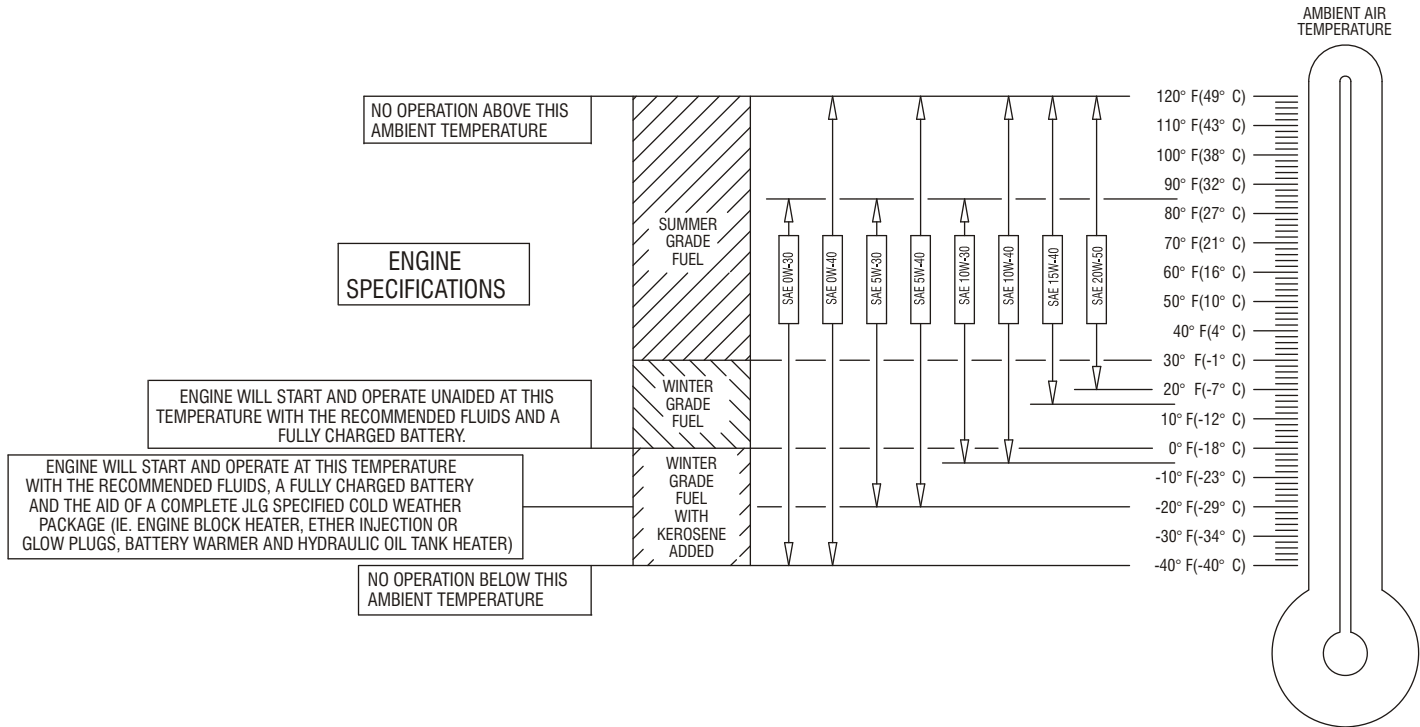 AMBIENT AIR
TEMPERATURE
NO OPERATION ABOVE THIS
AMBIENT TEMPERATURE
ENGINE
SPECIFICATIONS
ENGINE WILL START AND OPERATE UNAIDED AT THIS
TEMPERATURE WITH THE RECOMMENDED FLUIDS AND A
FULLY CHARGED BATTERY.
ENGINE WILL START AND OPERATE AT THIS TEMPERATURE
WITH THE RECOMMENDED FLUIDS, A FULLY CHARGED BATTERY
AND THE AID OF A COMPLETE JLG SPECIFIED COLD WEATHER
PACKAGE (IE. ENGINE BLOCK HEATER, ETHER INJECTION OR
GLOW PLUGS, BATTERY WARMER AND HYDRAULIC OIL TANK HEATER)
NO OPERATION BELOW THIS
AMBIENT TEMPERATURE
SUMMER
GRADE
FUEL
WINTER
GRADE
FUEL
WINTER
GRADE
FUEL
WITH
KEROSENE
ADDED
SAE 0W-30
SAE 0W-40
SAE 5W-30
SAE 5W-40
SAE 10W-30
SAE 10W-40
SAE 15W-40
SAE 20W-50
120° F(49° C)
110° F(43° C)
100° F(38° C)
90° F(32° C)
80° F(27° C)
70° F(21° C)
60° F(16° C)
50° F(10° C)
40° F(4° C)
30° F(-1° C)
20° F(-7° C)
10° F(-12° C)
0° F(-18° C)
-10° F(-23° C)
-20° F(-29° C)
-30° F(-34° C)
-40° F(-40° C)